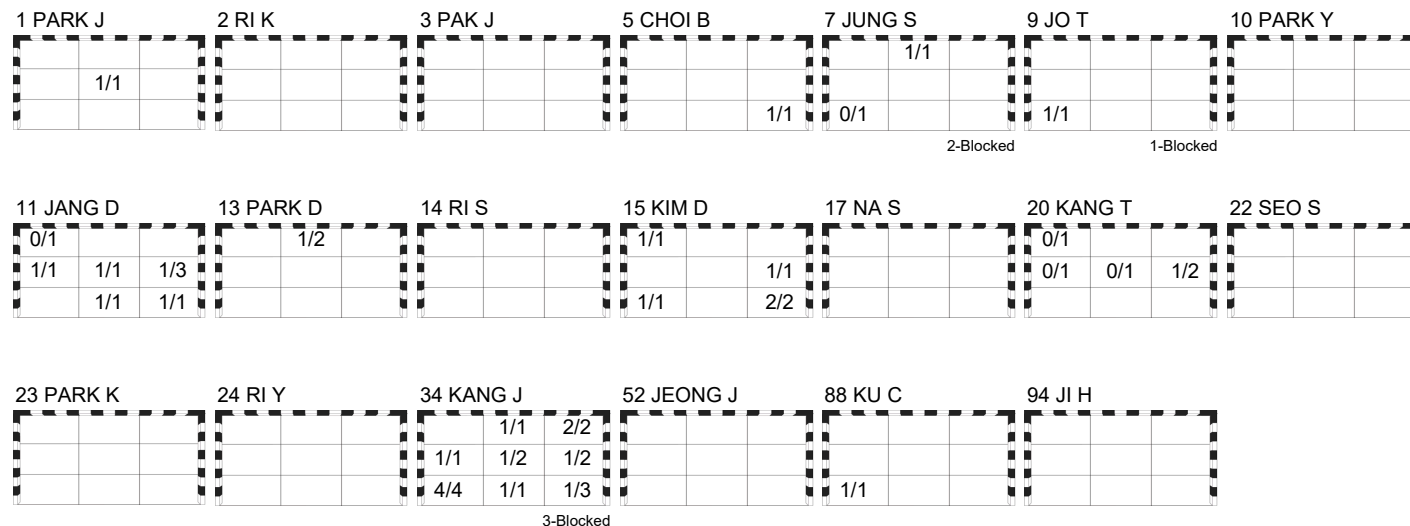 1 PARK J 2 RI K 3 PAK J 5 CHOI B 7 JUNG S 9 JO T 10 PARK Y
1/1
1/1
1/1 0/1 1/1
2-Blocked 1-Blocked
11 JANG D 13 PARK D 14 RI S 15 KIM D 17 NA S 20 KANG T 22 SEO S
0/1 1/2 1/1 0/1
1/1 1/1 1/3 1/1 0/1 0/1 1/2
1/1 1/1 1/1 2/2
23 PARK K 24 RI Y 34 KANG J 52 JEONG J 88 KU C 94 JI H
1/1 2/2
1/1 1/2 1/2
4/4 1/1 1/3 1/1
3-Blocked